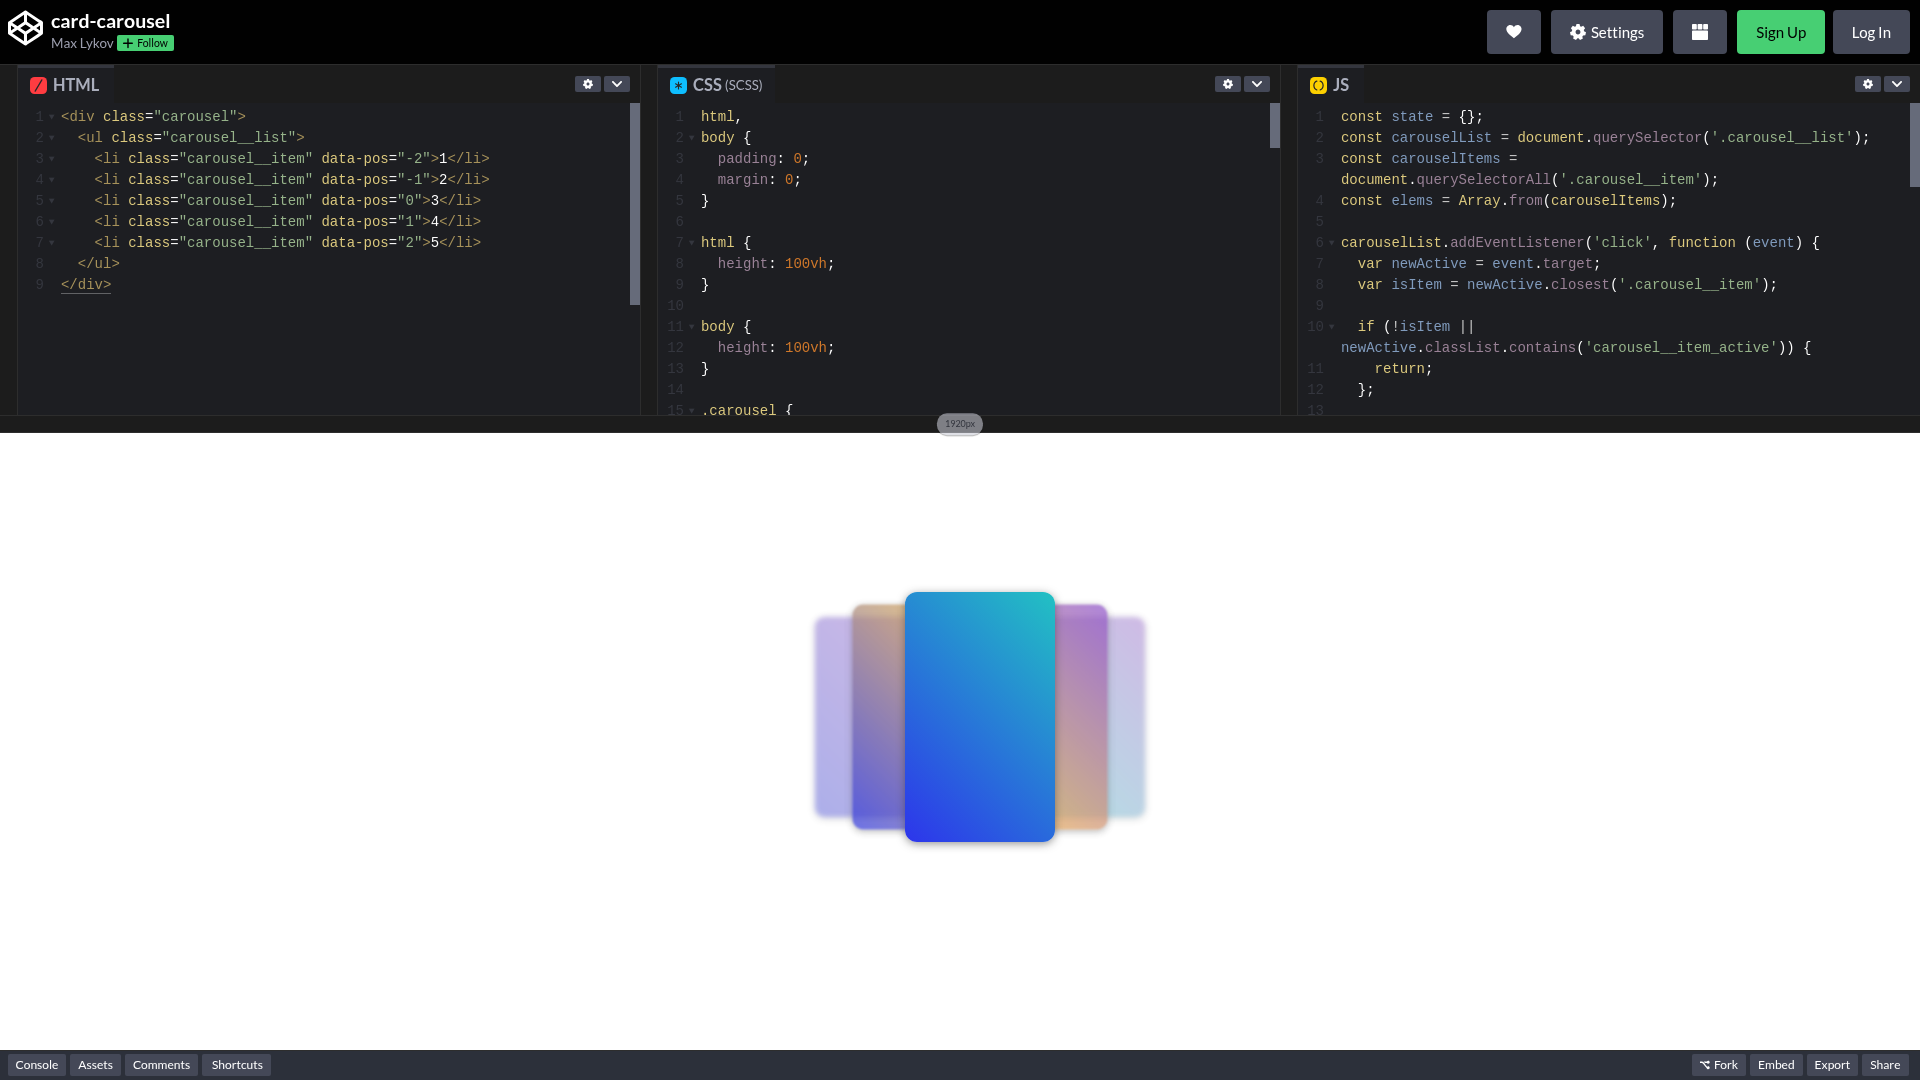 card-carousel
Max Lykov + Follow
Settings
Sign Up
Log In
HTML
1 <div class="carousel">
2 <ul class="carousel__list">
3 <li class="carousel__item" data-pos="-2">1</li>
4 <li class="carousel__item" data-pos="-1">2</li>
5 <li class="carousel__item" data-pos="0">3</li>
6 <li class="carousel__item" data-pos="1">4</li>
7 <li class="carousel__item" data-pos="2">5</li>
8 </ul>
9 </div>
CSS (SCSS)
1 html,
2 body {
3 padding: 0;
4 margin: 0;
5 }
6
7 html {
8 height: 100vh;
9 }
10
11 body {
12 height: 100vh;
13 }
14
15 .carousel {
JS
1 const state = {};
2 const carouselList = document.querySelector('.carousel__list');
3 const carouselItems =
document.querySelectorAll('.carousel__item');
4 const elems = Array.from(carouselItems);
5
6 carouselList.addEventListener('click', function (event) {
7 var newActive = event.target;
8 var isItem = newActive.closest('.carousel__item');
9
10 if (!isItem ||
newActive.classList.contains('carousel__item_active')) {
11 return;
12 };
13
1920px
Console
Assets
Comments
Shortcuts
Fork
Embed
Export
Share